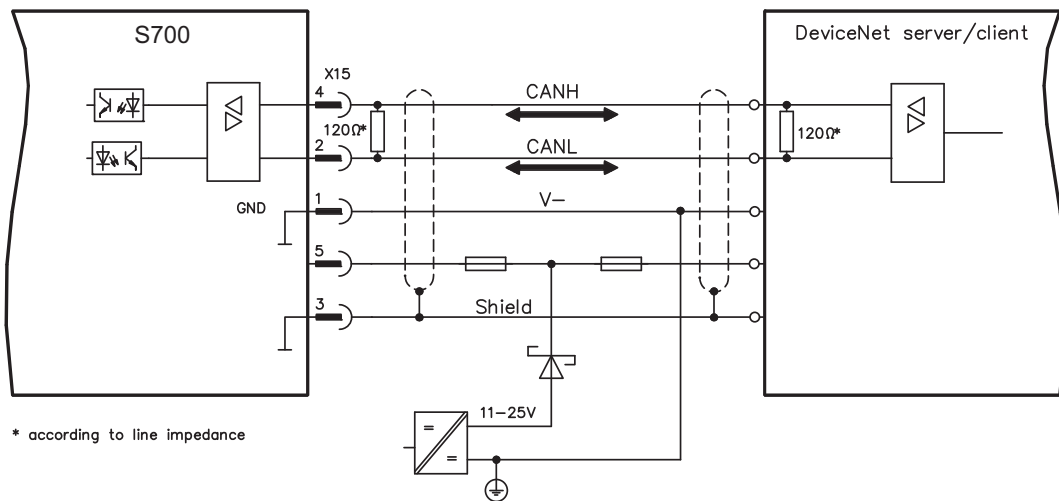 S700
DeviceNet server/client
X15
4
CANH
120Ω*
120Ω*
2
CANL
1
GND
V–
5
3
Shield
11–25V
* according to line impedance